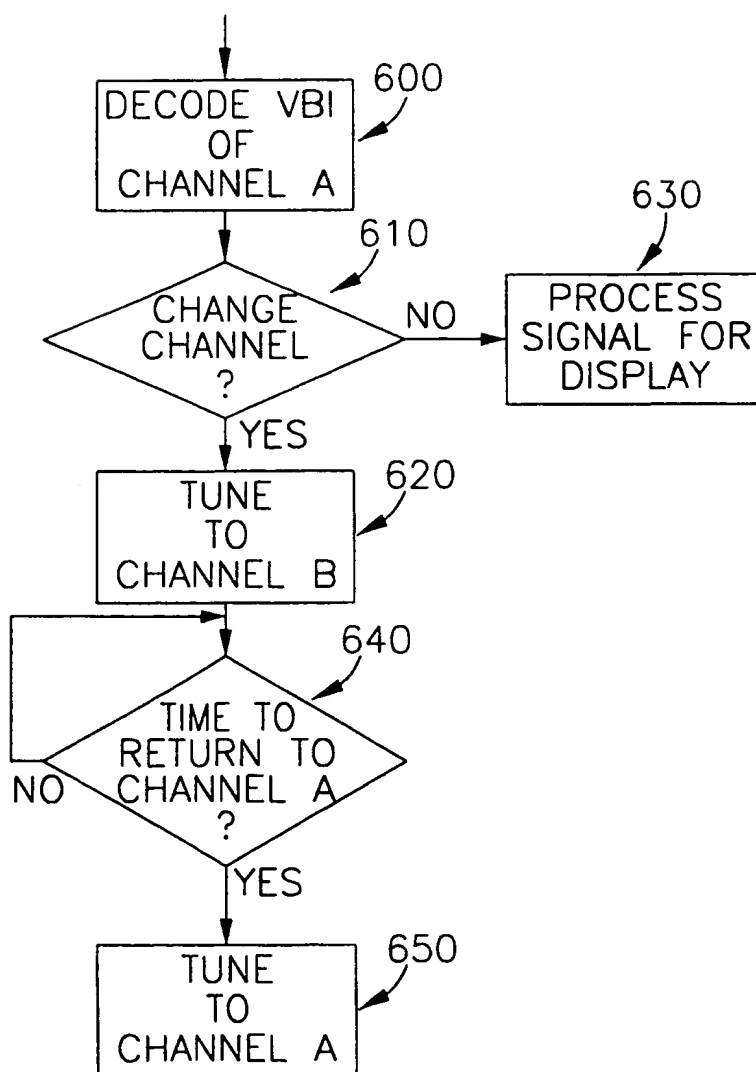 600
DECODE VBI
OF
CHANNEL A
610
CHANGE
CHANNEL
?
NO
630
PROCESS
SIGNAL FOR
DISPLAY
YES
620
TUNE
TO
CHANNEL B
640
TIME TO
RETURN TO
CHANNEL A
?
NO
YES
650
TUNE
TO
CHANNEL A